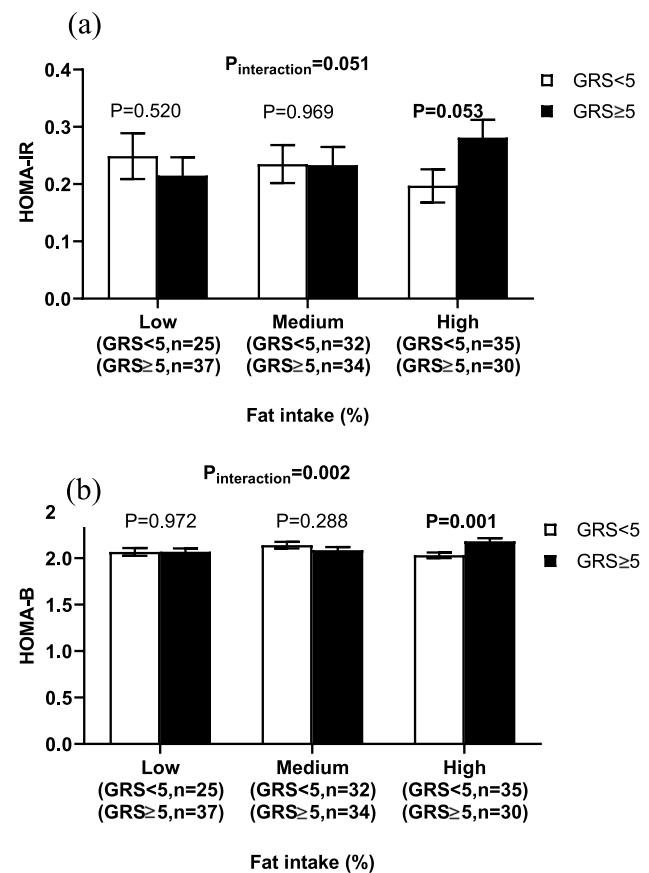 (a)
P interaction=0.051
0.4
P=0.520 P=0.969 P=0.053
GRS<5
GRS≥5
0.3
0.2
0.1
0.0
HOMA-IR
Low Medium High
(GRS<5,n=25) (GRS<5,n=32) (GRS<5,n=35)
(GRS≥5,n=37) (GRS≥5,n=34) (GRS≥5,n=30)
Fat intake (%)
(b)
P interaction=0.002
2
P=0.972 P=0.288 P=0.001
GRS<5
GRS≥5
2.0
1.5
1.0
0.5
0.0
HOMA-B
Low Medium High
(GRS<5,n=25) (GRS<5,n=32) (GRS<5,n=35)
(GRS≥5,n=37) (GRS≥5,n=34) (GRS≥5,n=30)
Fat intake (%)